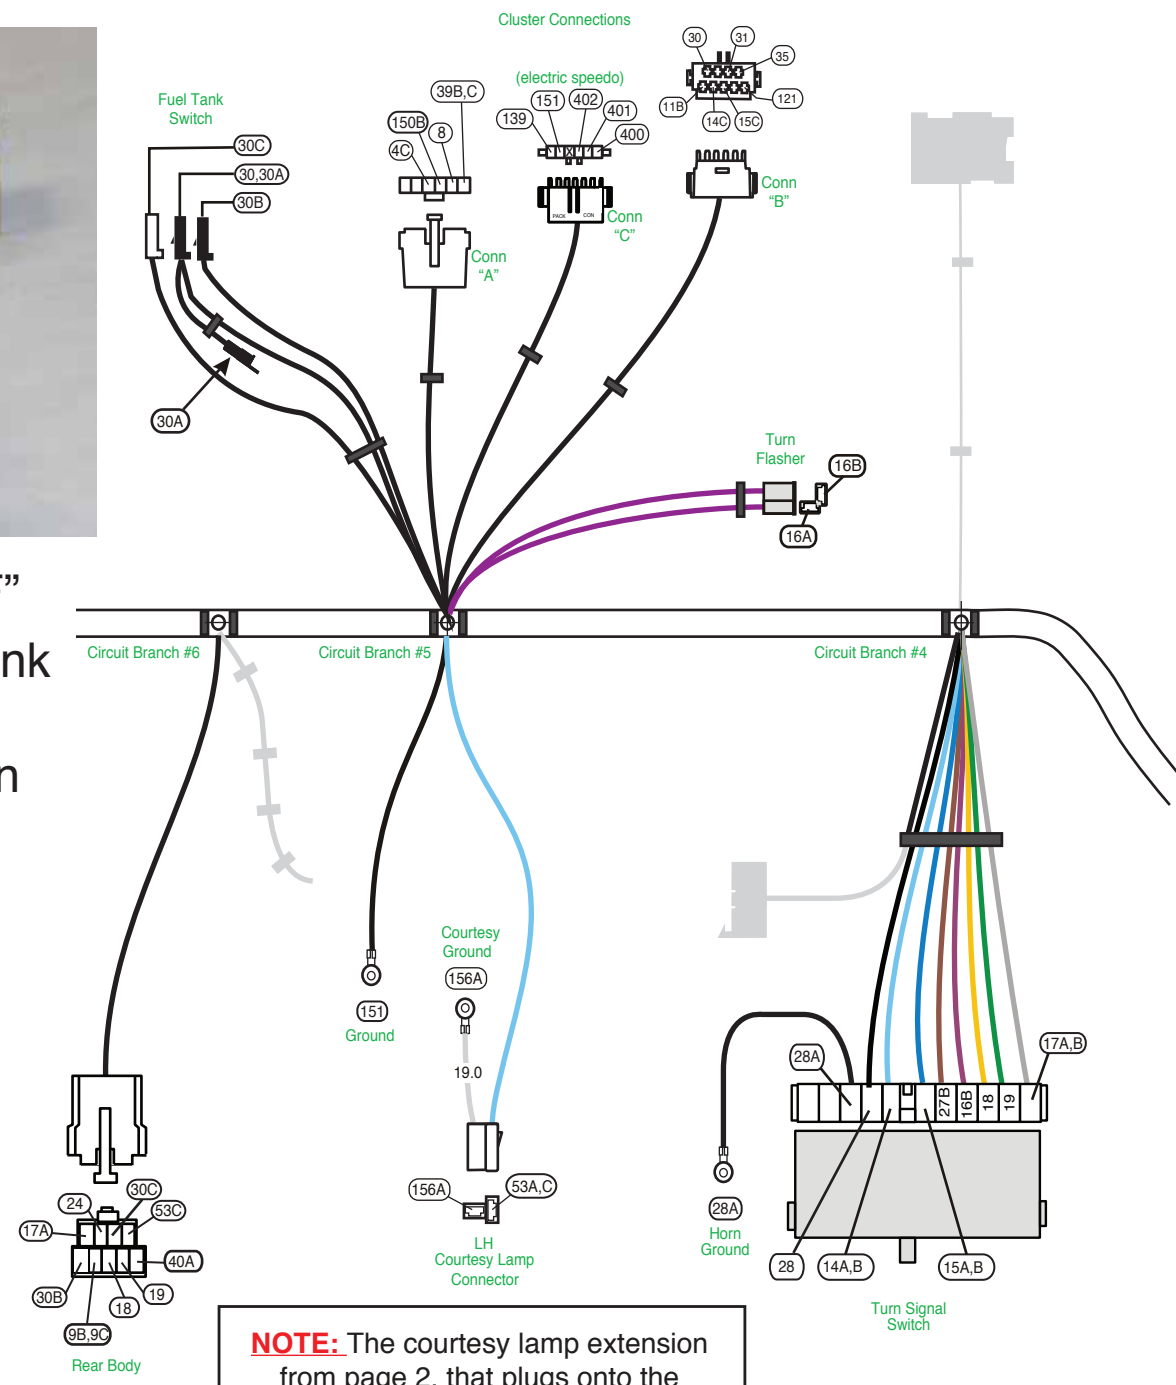 Cluster Connections
30
31
35
(electric speedo)
39B,C
151
402
401
139
400
11B
14C
15C
121
Fuel Tank
Switch
150B
8
4C
30C
30,30A
30B
Conn
“A”
PACK
CON
Conn
“C”
Conn
“B”
30A
Turn
Flasher
16B
16A
”
nk
n
Circuit Branch #6
Circuit Branch #5
Circuit Branch #4
Courtesy
Ground
156A
151
Ground
19.0
28A
17A,B
27B
16B
18
19
156A
53A,C
LH
Courtesy Lamp
Connector
28A
Horn
Ground
28
14A,B
15A,B
Turn Signal
Switch
24
30C
53C
17A
40A
30B
19
18
9B,9C
Rear Body
NOTE: The courtesy lamp extension
from page 2, that plugs onto the